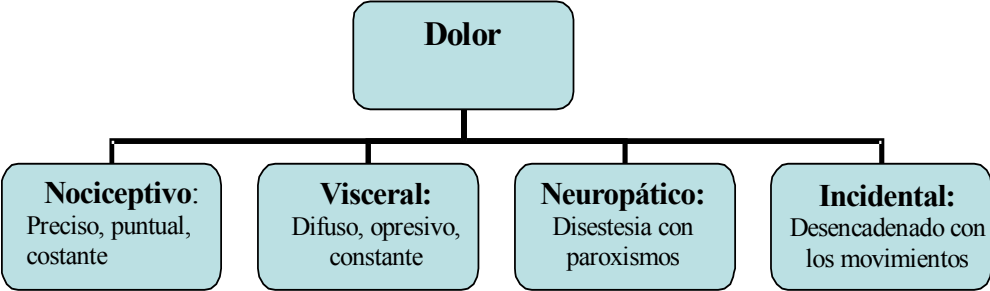 Dolor
Nociceptivo:
Preciso, puntual,
costante
Visceral:
Difuso, opresivo,
constante
Neuropático:
Disestesia con
paroxismos
Incidental:
Desencadenado con
los movimientos